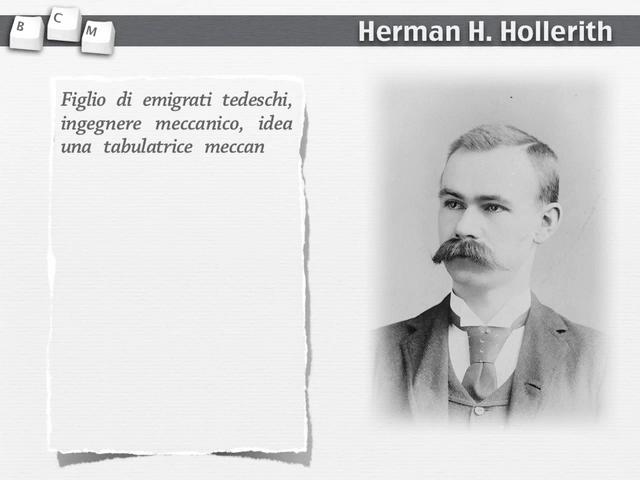 B C M
Herman H. Hollerith
Figlio di emigrati tedeschi,
ingegnere meccanico, idea
una tabulatrice meccan